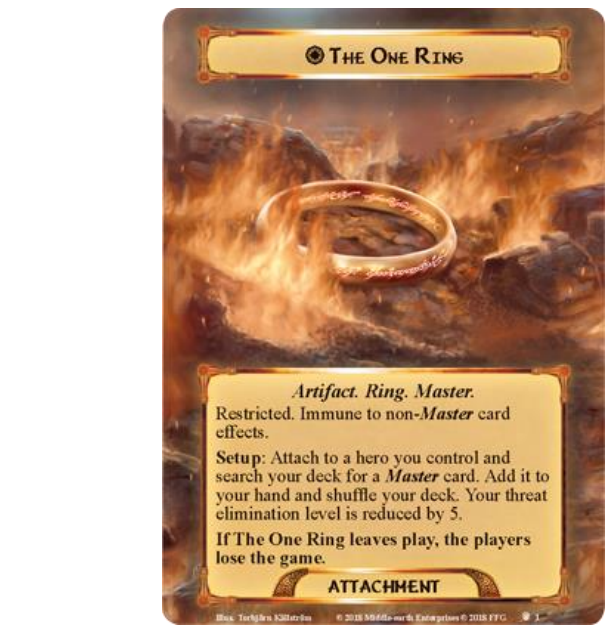 THE ONE RING
Artifact. Ring. Master.
Restricted. Immune to non-Master card
effects.
Setup: Attach to a hero you control and
search your deck for a Master card. Add it to
your hand and shuffle your deck. Your threat
elimination level is reduced by 5.
If The One Ring leaves play, the players
lose the game.
ATTACHMENT
Illus. Torbjörn Källström © 2018 Middle-earth Enterprises © 2018 FFG 1